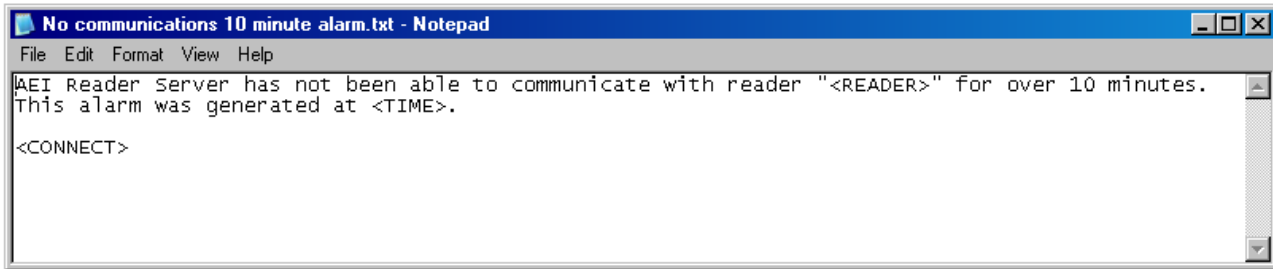 No communications 10 minute alarm.txt - Notepad
File Edit Format View Help
AEI Reader Server has not been able to communicate with reader "<READER>" for over 10 minutes.
This alarm was generated at <TIME>.
<CONNECT>